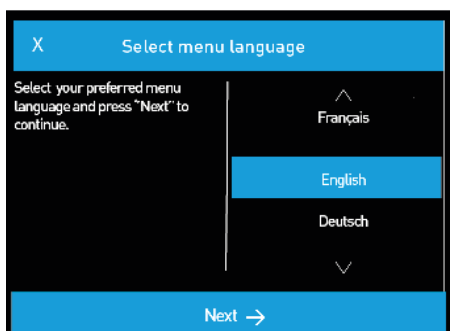 X Select menu language
Select your preferred menu
language and press "Next" to
continue.
Français
English
Deutsch
Next →